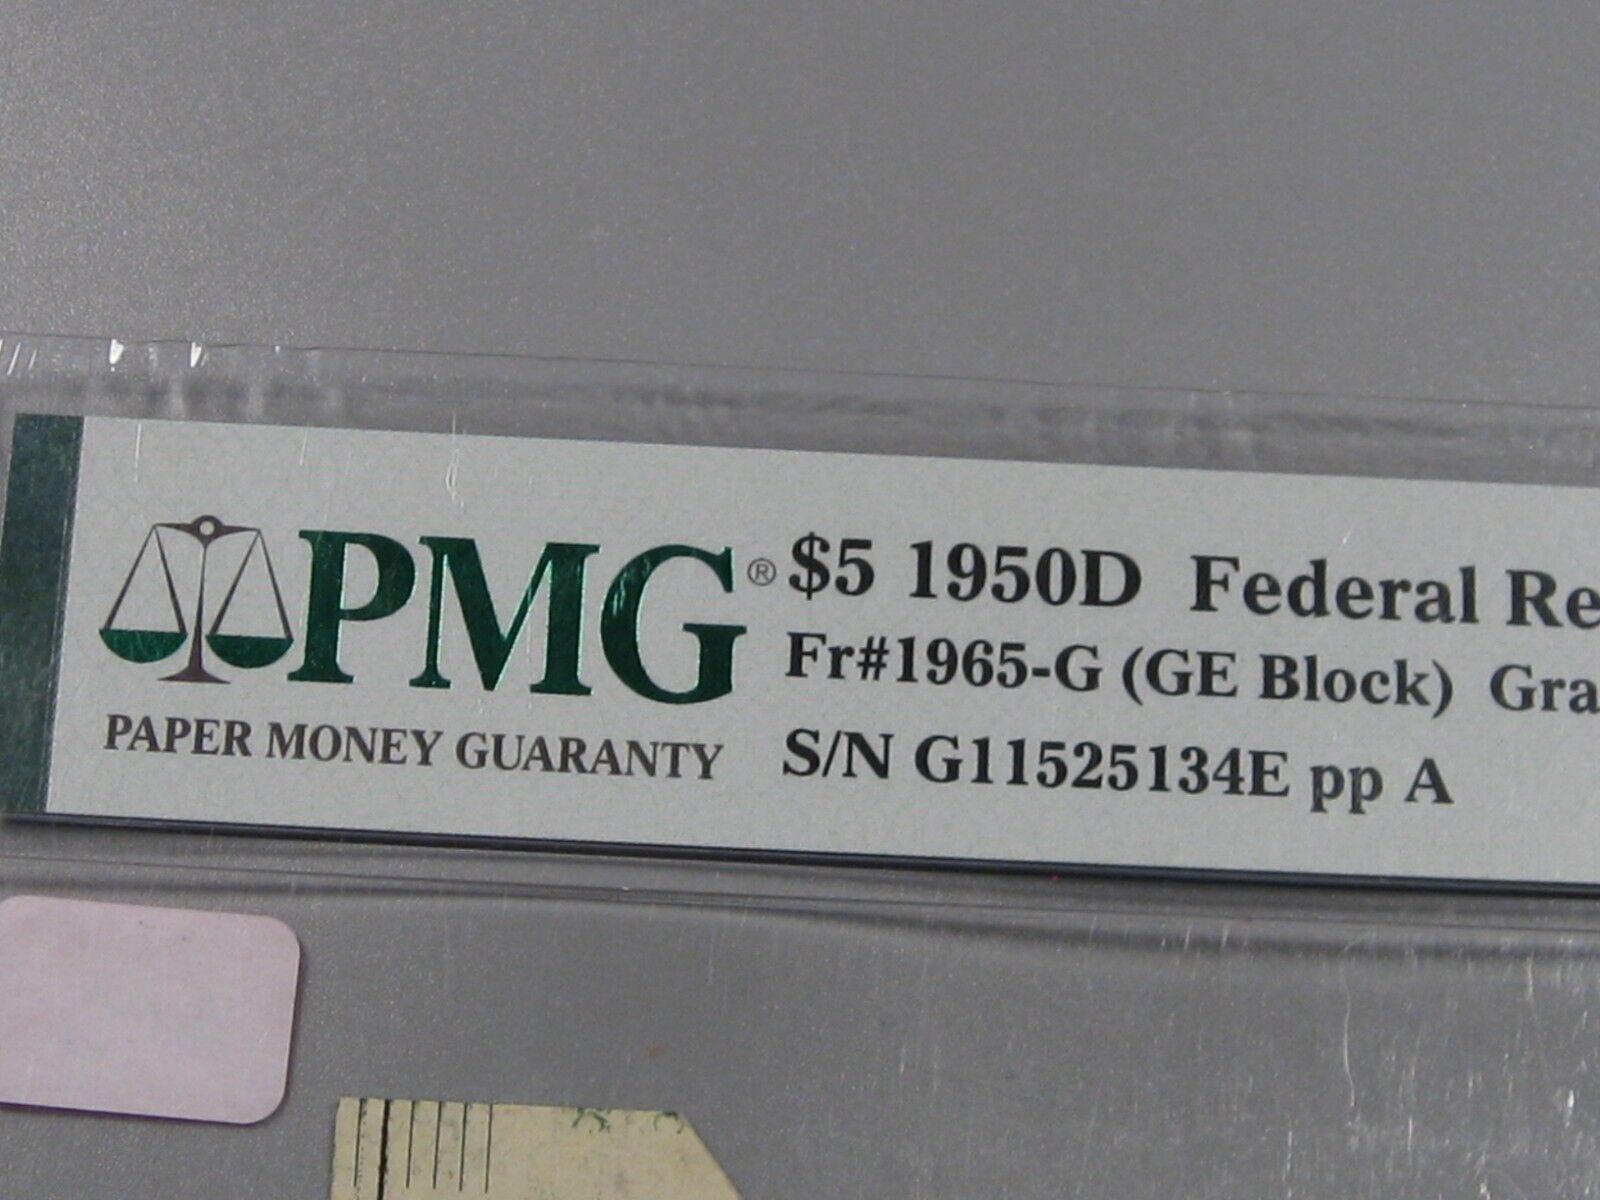 PMG®
PAPER MONEY GUARANTY
$5 1950D Federal Re
Fr#1965-G (GE Block) Gra
S/N G11525134E pp A